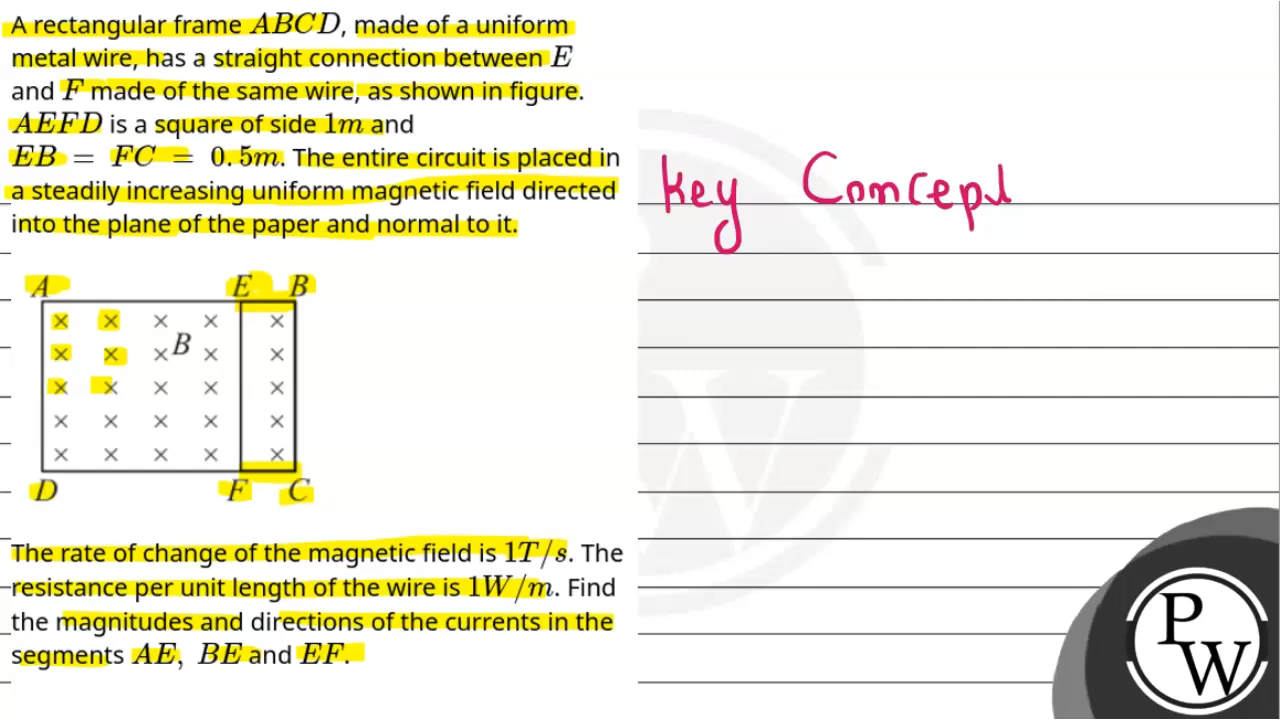 A rectangular frame ABCD, made of a uniform
metal wire, has a straight connection between E
and F made of the same wire, as shown in figure.
AEFD is a square of side 1m and
EB = FC = 0.5m. The entire circuit is placed in
a steadily increasing uniform magnetic field directed
into the plane of the paper and normal to it.
A E B
× × × × ×
× × × B × ×
× × × × ×
× × × × ×
× × × × ×
D F C
The rate of change of the magnetic field is 1T/s. The
resistance per unit length of the wire is 1W/m. Find
the magnitudes and directions of the currents in the
segments AE, BE and EF.
Key Concept
P
W